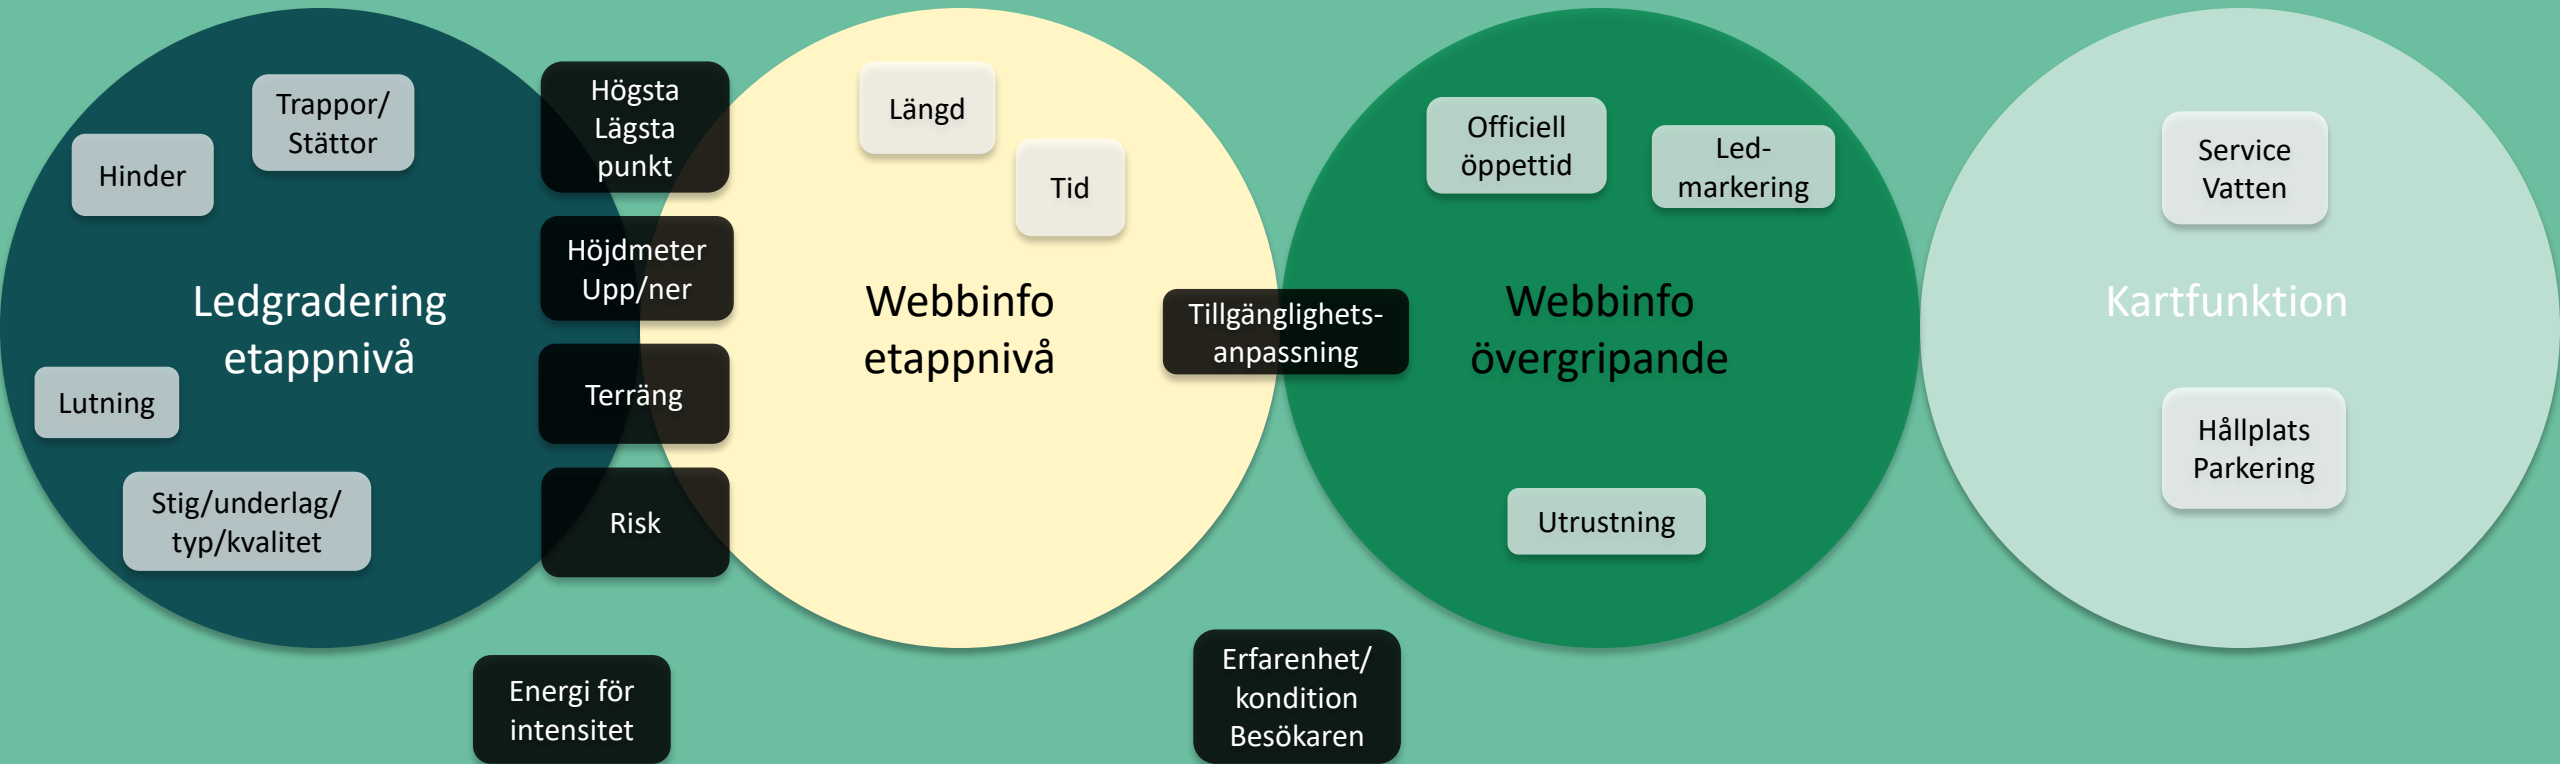 Trappor/
Stättor
Hinder
Ledgradering
etappnivå
Lutning
Stig/underlag/
typ/kvalitet
Högsta
Lägsta
punkt
Höjdmeter
Upp/ner
Terräng
Risk
Energi för
intensitet
Längd
Tid
Webbinfo
etappnivå
Tillgänglighets-
anpassning
Erfarenhet/
kondition
Besökaren
Officiell
öppettid
Led-
markering
Webbinfo
övergripande
Utrustning
Service
Vatten
Kartfunktion
Hållplats
Parkering